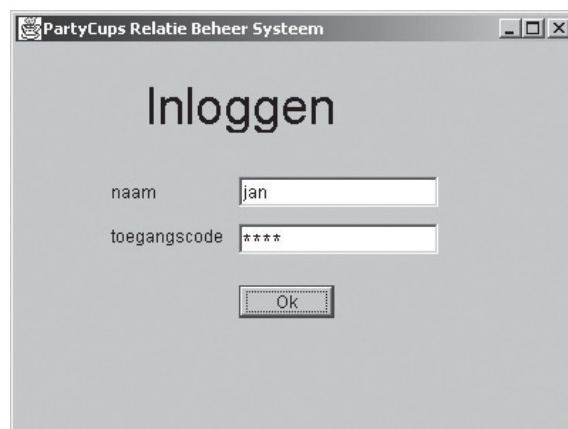 PartyCups Relatie Beheer Systeem
Inloggen
naam jan
toegangscode ****
Ok